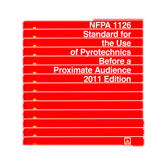 NFPA 1126
Standard for
the Use
of Pyrotechnics
Before a
Proximate Audience
2011 Edition